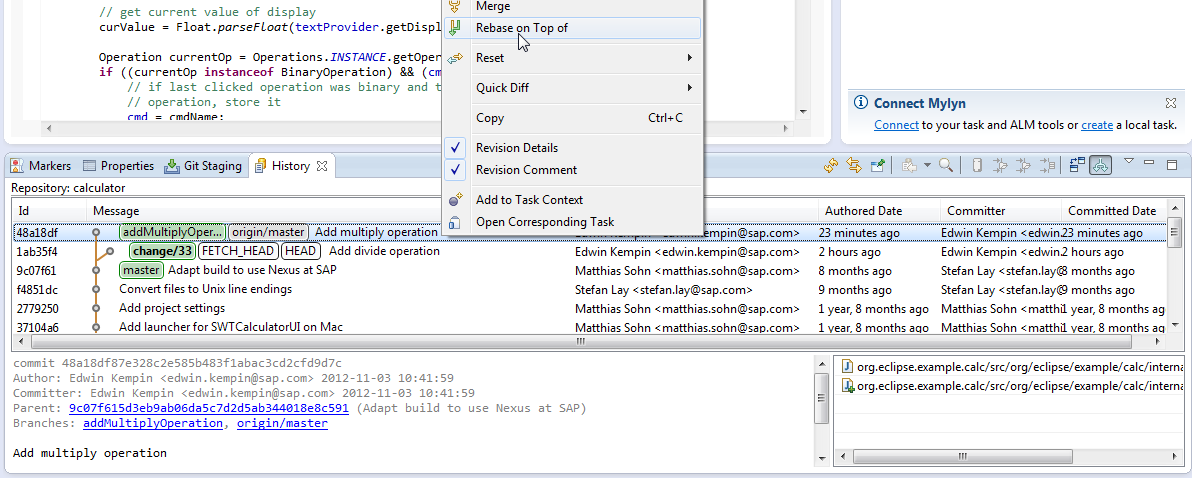 // get current value of display
curValue = Float.parseFloat(textProvider.getDispl
Operation currentOp = Operations.INSTANCE.getOper
if ((currentOp instanceof BinaryOperation) && (cm
// if last clicked operation was binary and t
// operation, store it
cmd = cmdName;
Merge
Rebase on Top of
Reset
Quick Diff
Copy Ctrl+C
Revision Details
Revision Comment
Add to Task Context
Open Corresponding Task
Connect Mylyn
Connect to your task and ALM tools or create a local task.
Markers Properties Git Staging History
Repository: calculator
Id Message Authored Date Committer Committed Date
48a18df addMultiplyOper... origin/master Add multiply operation Edwin Kempin <edwin.kempin@sap.com> 23 minutes ago Edwin Kempin <edwin. 23 minutes ago
1ab35f4 change/33 FETCH_HEAD HEAD Add divide operation Edwin Kempin <edwin.kempin@sap.com> 2 hours ago Edwin Kempin <edwin. 2 hours ago
9c07f61 master Adapt build to use Nexus at SAP Matthias Sohn <matthias.sohn@sap.com> 8 months ago Stefan Lay <stefan.lay@ 8 months ago
f4851dc Convert files to Unix line endings Stefan Lay <stefan.lay@sap.com> 9 months ago Stefan Lay <stefan.lay@ 9 months ago
2779250 Add project settings Matthias Sohn <matthias.sohn@sap.com> 1 year, 8 months ago Matthias Sohn <matthi 1 year, 8 months ago
37104a6 Add launcher for SWTCalculatorUI on Mac Matthias Sohn <matthias.sohn@sap.com> 1 year, 8 months ago Matthias Sohn <matthi 1 year, 8 months ago
commit 48a18df87e328c2e585b483f1abac3cd2cfd9d7c
Author: Edwin Kempin <edwin.kempin@sap.com> 2012-11-03 10:41:59
Committer: Edwin Kempin <edwin.kempin@sap.com> 2012-11-03 10:41:59
Parent: 9c07f615d3eb9ab06da5c7d2d5ab344018e8c591 (Adapt build to use Nexus at SAP)
Branches: addMultiplyOperation, origin/master
Add multiply operation
org.eclipse.example.calc/src/org/eclipse/example/calc/interna
org.eclipse.example.calc/src/org/eclipse/example/calc/interna